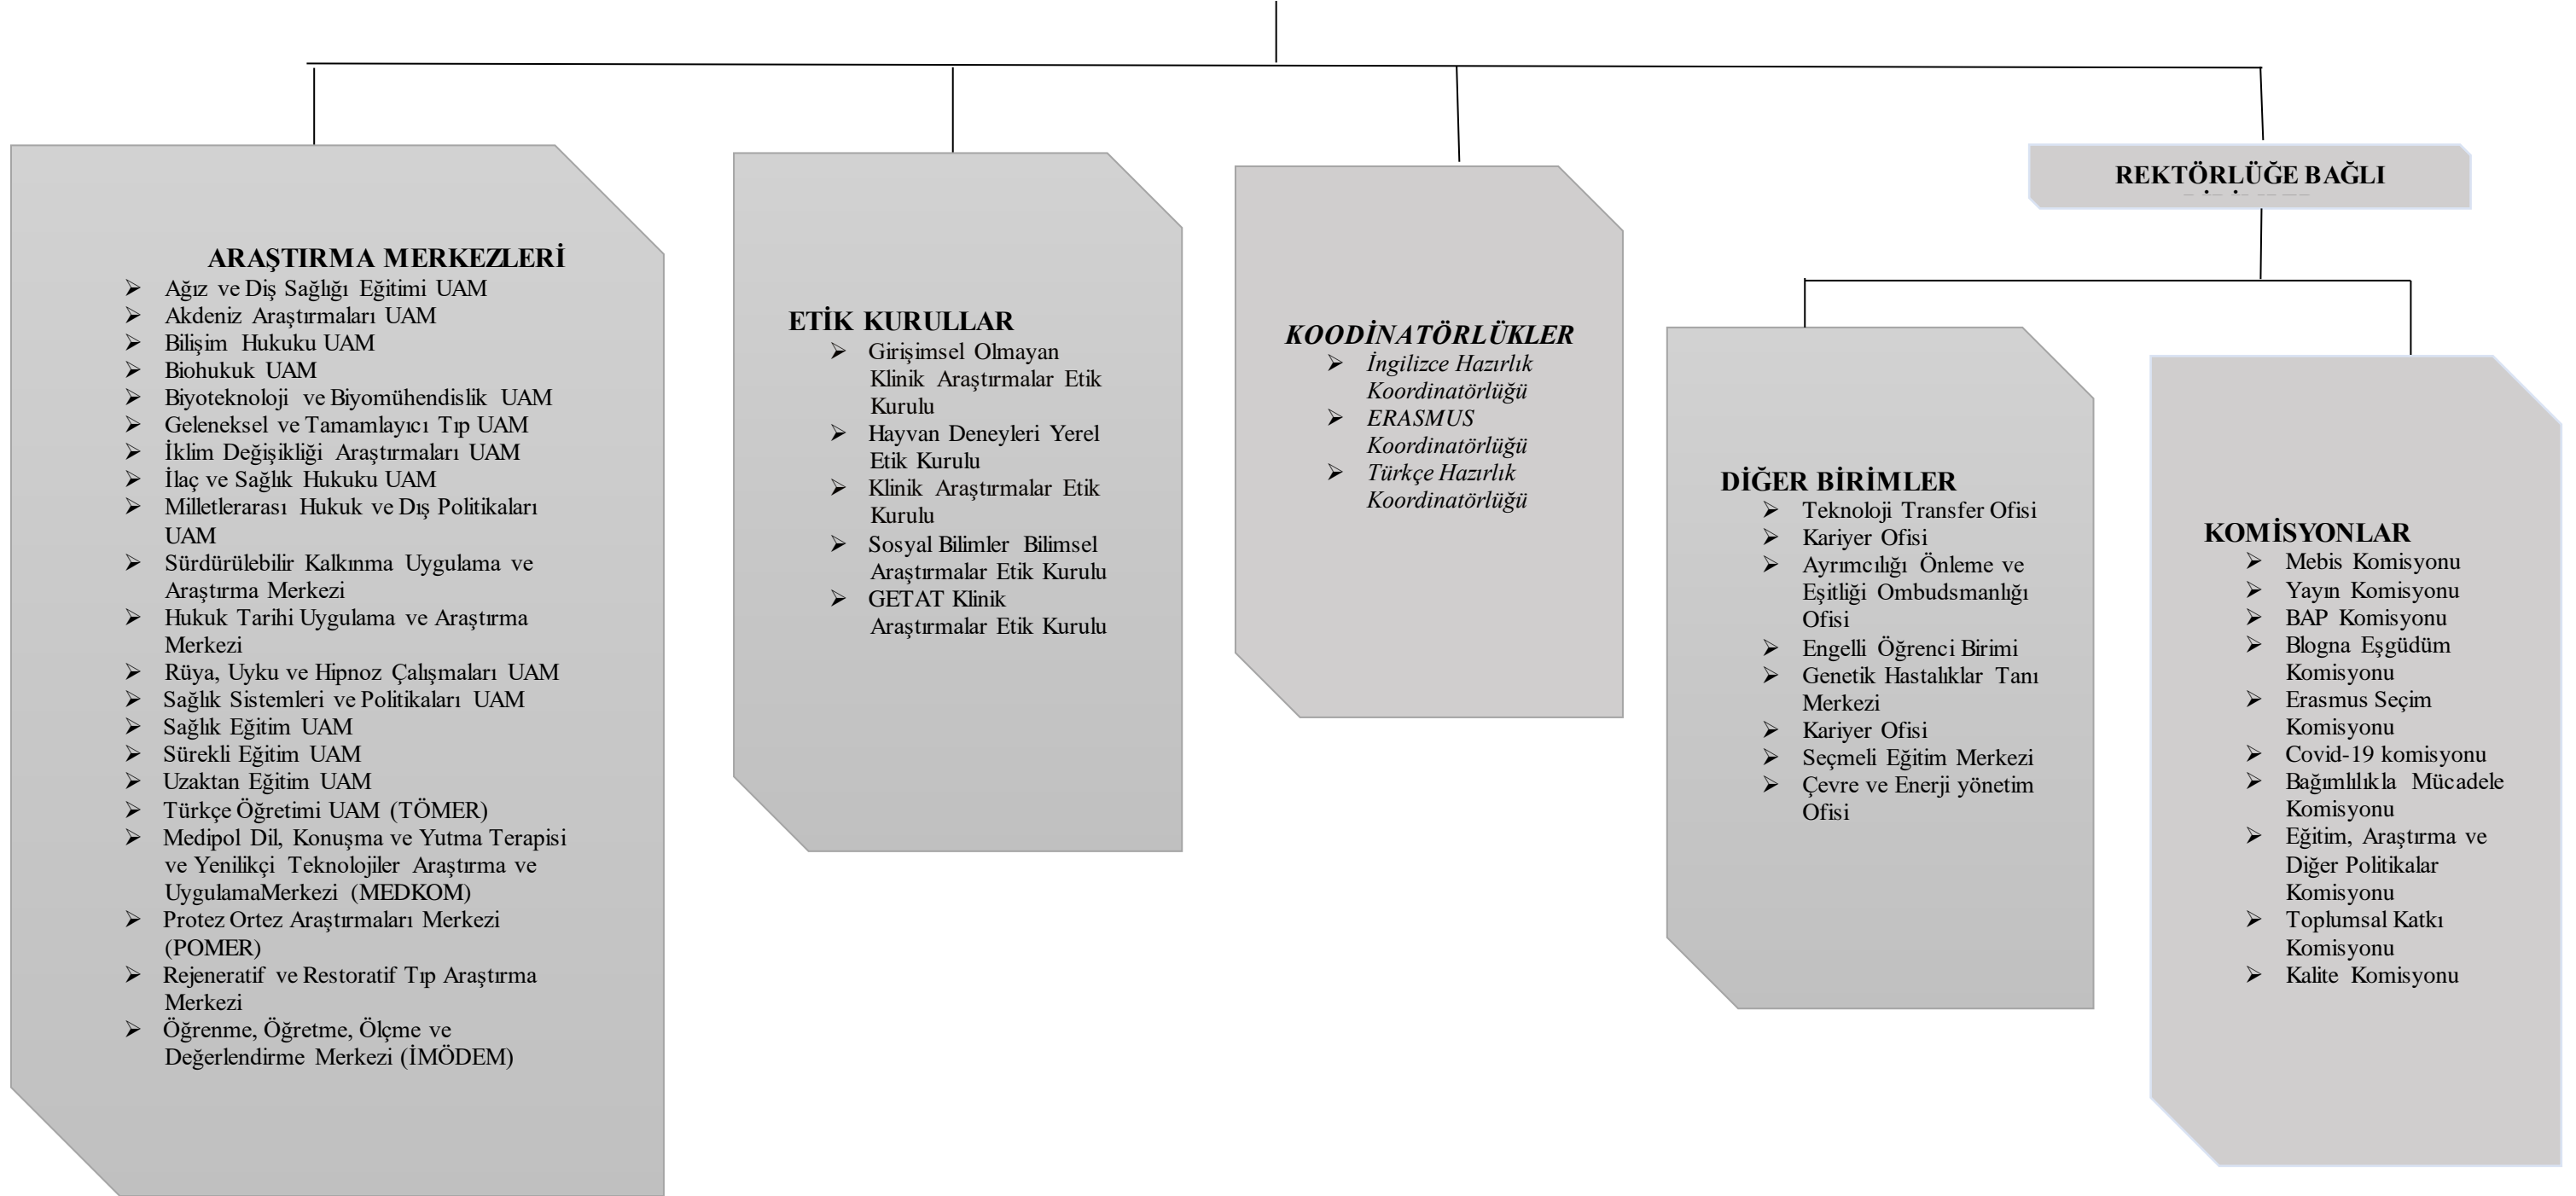 ARAŞTIRMA MERKEZLERİ
Ağız ve Diş Sağlığı Eğitimi UAM
Akdeniz Araştırmaları UAM
Bilişim Hukuku UAM
Biohukuk UAM
Biyoteknoloji ve Biyomühendislik UAM
Geleneksel ve Tamamlayıcı Tıp UAM
İklim Değişikliği Araştırmaları UAM
İlaç ve Sağlık Hukuku UAM
Milletlerarası Hukuk ve Dış Politikaları
UAM
Sürdürülebilir Kalkınma Uygulama ve
Araştırma Merkezi
Hukuk Tarihi Uygulama ve Araştırma
Merkezi
Rüya, Uyku ve Hipnoz Çalışmaları UAM
Sağlık Sistemleri ve Politikaları UAM
Sağlık Eğitim UAM
Sürekli Eğitim UAM
Uzaktan Eğitim UAM
Türkçe Öğretimi UAM (TÖMER)
Medipol Dil, Konuşma ve Yutma Terapisi
ve Yenilikçi Teknolojiler Araştırma ve
UygulamaMerkezi (MEDKOM)
Protez Ortez Araştırmaları Merkezi
(POMER)
Rejeneratif ve Restoratif Tıp Araştırma
Merkezi
Öğrenme, Öğretme, Ölçme ve
Değerlendirme Merkezi (İMÖDEM)
ETİK KURULLAR
Girişimsel Olmayan
Klinik Araştırmalar Etik
Kurulu
Hayvan Deneyleri Yerel
Etik Kurulu
Klinik Araştırmalar Etik
Kurulu
Sosyal Bilimler Bilimsel
Araştırmalar Etik Kurulu
GETAT Klinik
Araştırmalar Etik Kurulu
KOODİNATÖRLÜKLER
İngilizce Hazırlık
Koordinatörlüğü
ERASMUS
Koordinatörlüğü
Türkçe Hazırlık
Koordinatörlüğü
REKTÖRLÜĞE BAĞLI
DİĞER BİRİMLER
Teknoloji Transfer Ofisi
Kariyer Ofisi
Ayrımcılığı Önleme ve
Eşitliği Ombudsmanlığı
Ofisi
Engelli Öğrenci Birimi
Genetik Hastalıklar Tanı
Merkezi
Kariyer Ofisi
Seçmeli Eğitim Merkezi
Çevre ve Enerji yönetim
Ofisi
KOMİSYONLAR
Mebis Komisyonu
Yayın Komisyonu
BAP Komisyonu
Blogna Eşgüdüm
Komisyonu
Erasmus Seçim
Komisyonu
Covid-19 komisyonu
Bağımlılıkla Mücadele
Komisyonu
Eğitim, Araştırma ve
Diğer Politikalar
Komisyonu
Toplumsal Katkı
Komisyonu
Kalite Komisyonu